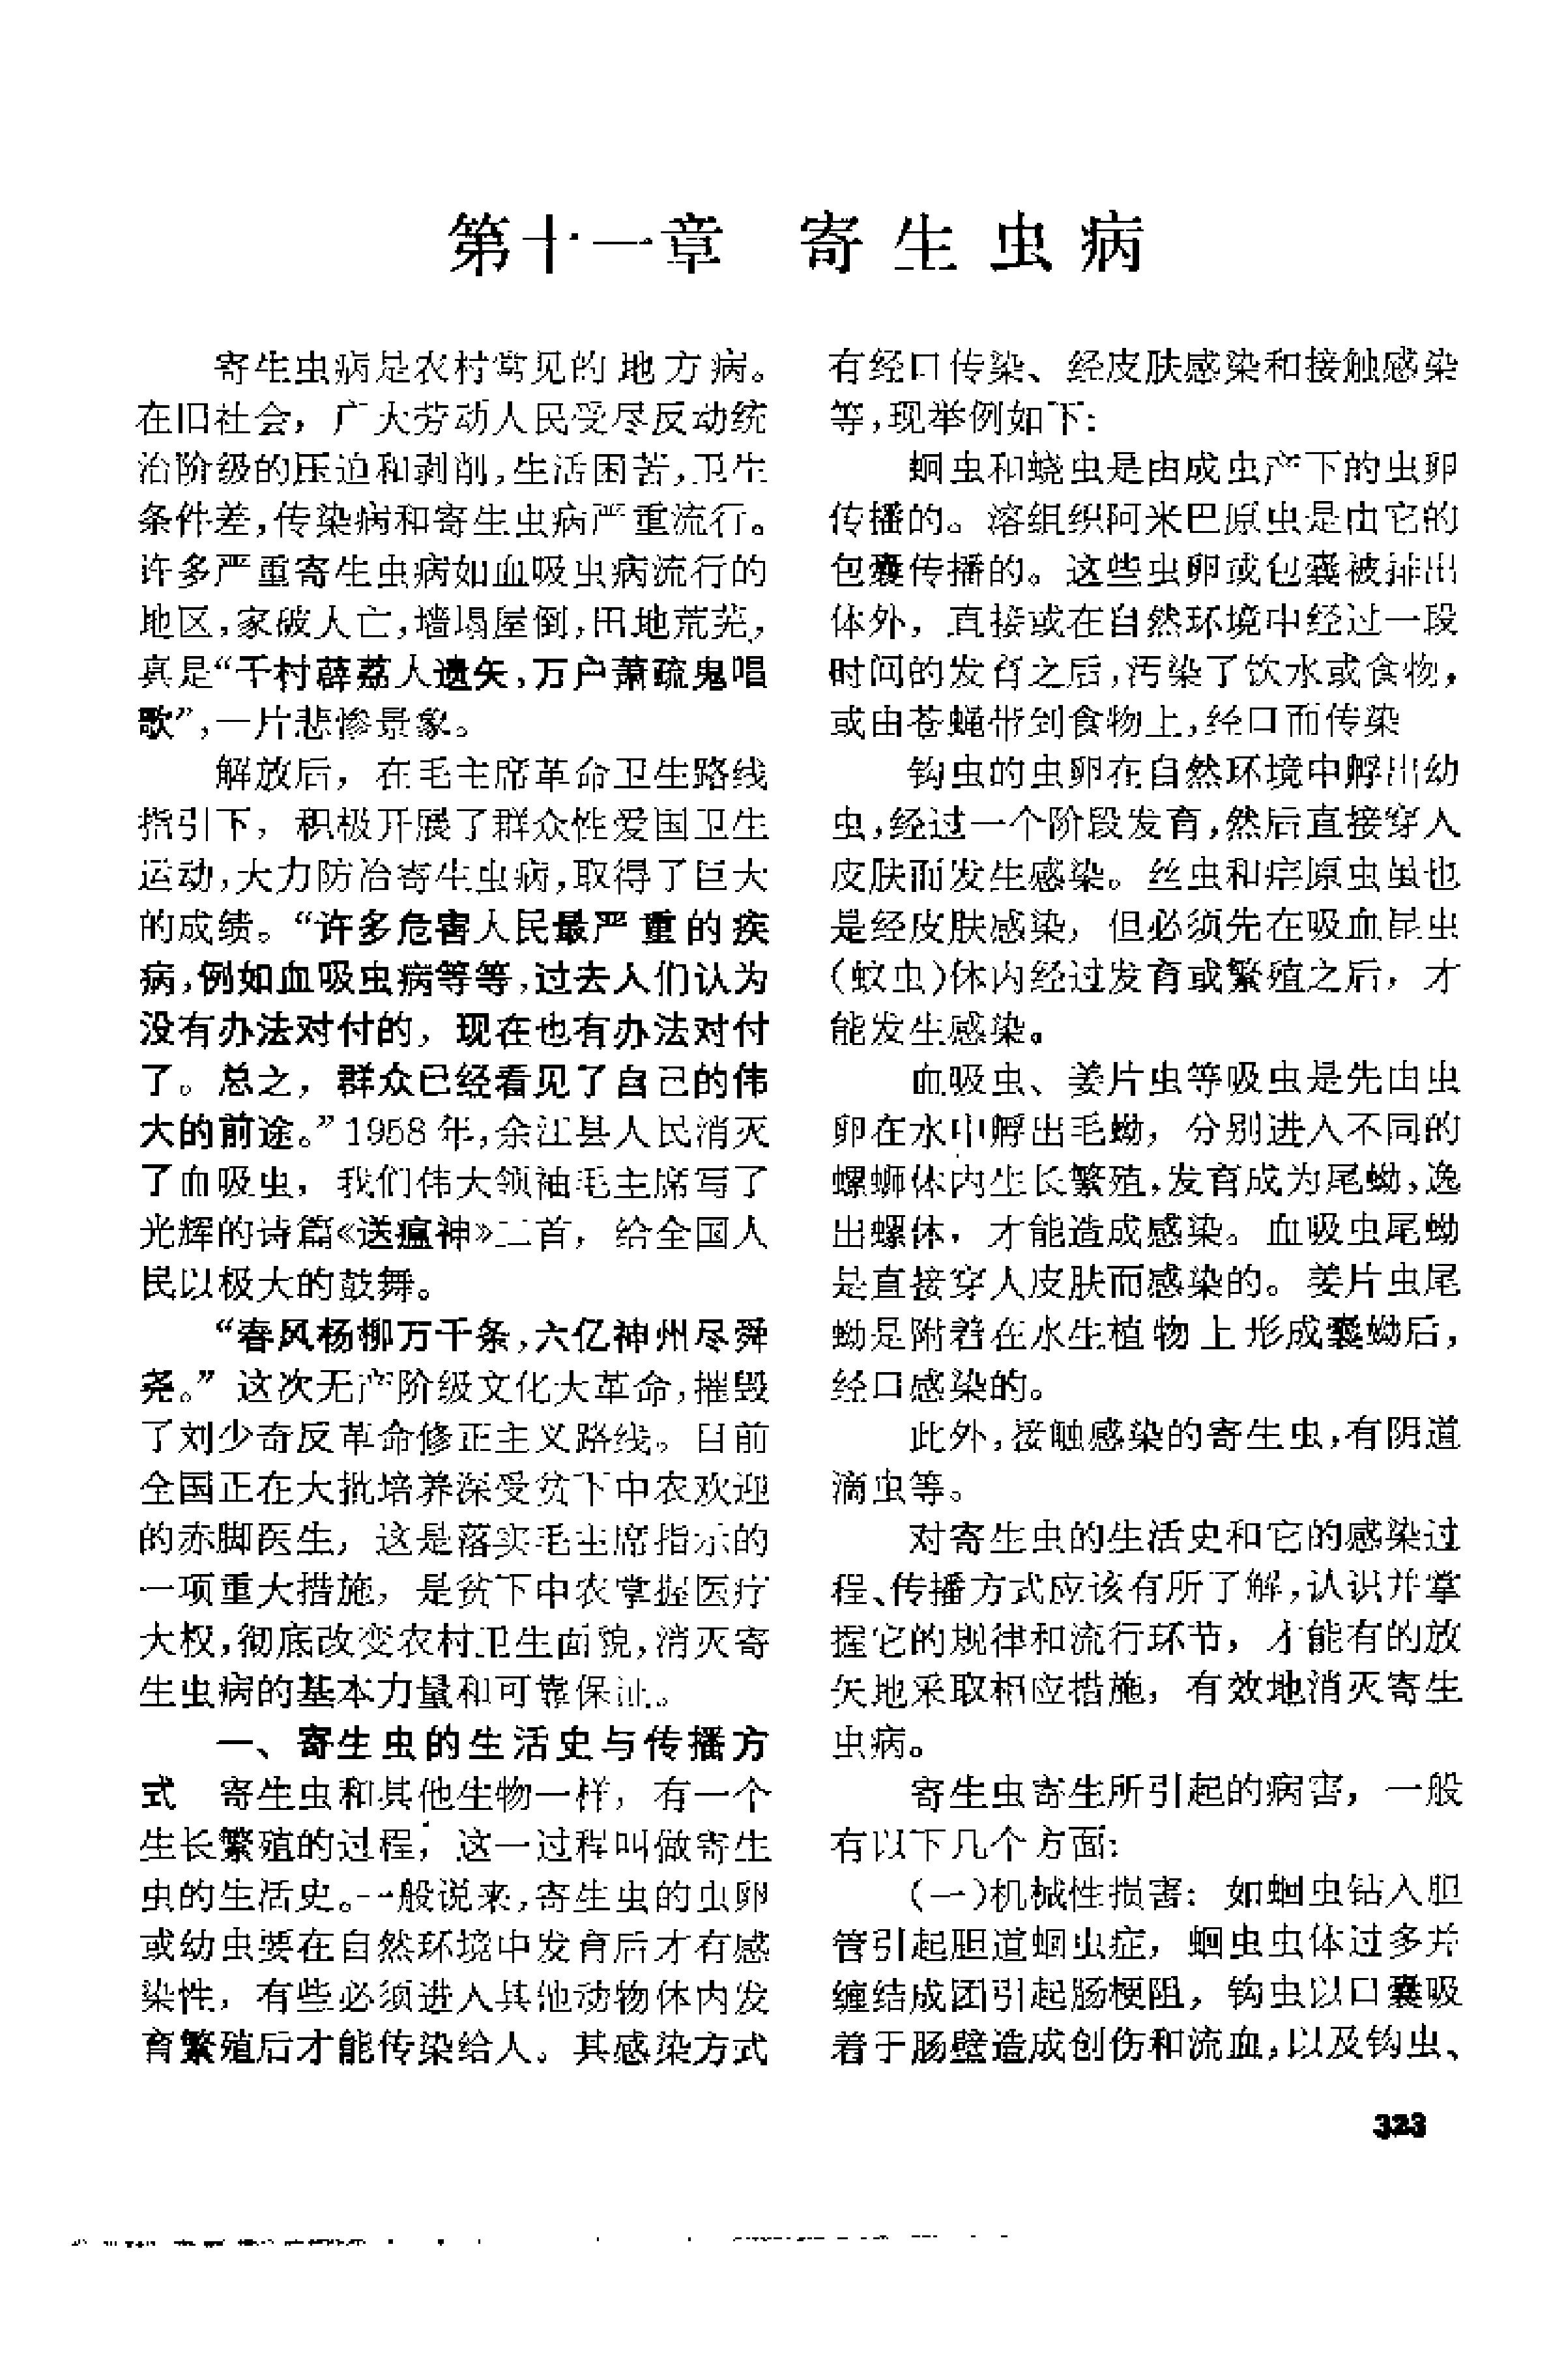 第十一章 寄生虫病
寄生虫病是农村常见的地方病。
在旧社会，广大劳动人民受尽反动统
治阶级的压迫和剥削,生活困苦,卫生
条件差,传染病和寄生虫病严重流行。
许多严重寄生虫病如血吸虫病流行的
地区,家破人亡,墙塌屋倒,田地荒芜,
真是“千村薜荔人遗矢,万户萧疏鬼唱
歌”,一片悲惨景象。
解放后，在毛主席革命卫生路线
指引下，积极开展了群众性爱国卫生
运动,大力防治寄生虫病,取得了巨大
的成绩。“许多危害人民最严重的疾
病,例如血吸虫病等等,过去人们认为
没有办法对付的，现在也有办法对付
了。总之，群众已经看见了自己的伟
大的前途。”1958年,余江县人民消灭
了血吸虫，我们伟大领袖毛主席写了
光辉的诗篇《送瘟神》二首，给全国人
民以极大的鼓舞。
“春风杨柳万千条,六亿神州尽舜
尧。”这次无产阶级文化大革命,摧毁
了刘少奇反革命修正主义路线。目前
全国正在大批培养深受贫下中农欢迎
的赤脚医生，这是落实毛主席指示的
一项重大措施，是贫下中农掌握医疗
大权,彻底改变农村卫生面貌,消灭寄
生虫病的基本力量和可靠保证。
一、寄生虫的生活史与传播方
式 寄生虫和其他生物一样，有一个
生长繁殖的过程，这一过程叫做寄生
虫的生活史。一般说来,寄生虫的虫卵
或幼虫要在自然环境中发育后才有感
染性，有些必须进入其他动物体内发
育繁殖后才能传染给人。其感染方式
有经口传染、经皮肤感染和接触感染
等,现举例如下:
蛔虫和蛲虫是由成虫产下的虫卵
传播的。溶组织阿米巴原虫是由它的
包囊传播的。这些虫卵或包囊被排出
体外，直接或在自然环境中经过一段
时间的发育之后,污染了饮水或食物，
或由苍蝇带到食物上,经口而传染
钩虫的虫卵在自然环境中孵出幼
虫,经过一个阶段发育,然后直接穿入
皮肤而发生感染。丝虫和疟原虫虽也
是经皮肤感染，但必须先在吸血昆虫
(蚊虫)体内经过发育或繁殖之后，才
能发生感染。
血吸虫、姜片虫等吸虫是先由虫
卵在水中孵出毛蚴，分别进入不同的
螺蛳体内生长繁殖,发育成为尾蚴,逸
出螺体，才能造成感染。血吸虫尾蚴
是直接穿入皮肤而感染的。姜片虫尾
蚴是附着在水生植物上形成囊蚴后，
经口感染的。
此外,接触感染的寄生虫,有阴道
滴虫等。
对寄生虫的生活史和它的感染过
程、传播方式应该有所了解,认识并掌
握它的规律和流行环节，才能有的放
矢地采取相应措施，有效地消灭寄生
虫病。
寄生虫寄生所引起的病害，一般
有以下几个方面:
(一)机械性损害: 如蛔虫钻入胆
管引起胆道蛔虫症，蛔虫虫体过多并
缠结成团引起肠梗阻，钩虫以口囊吸
着于肠壁造成创伤和流血,以及钩虫、
323